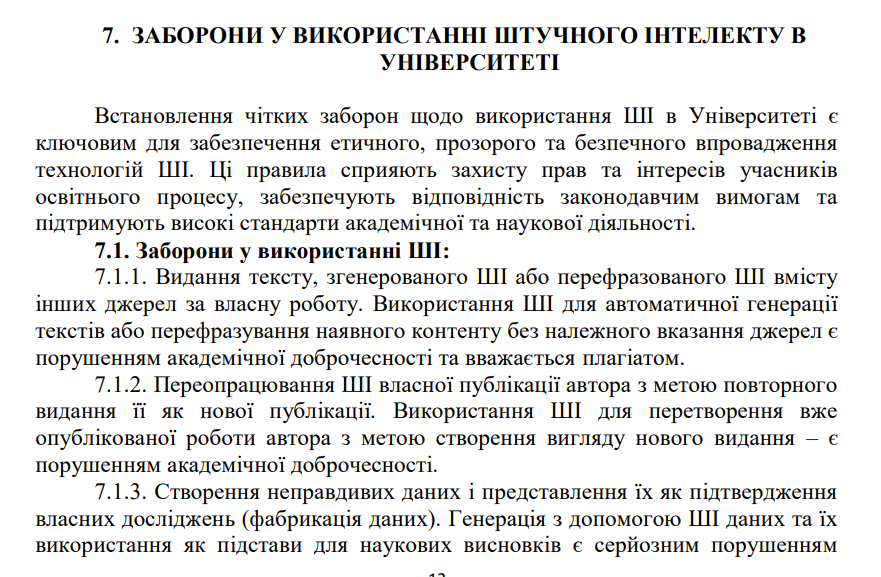 7. ЗАБОРОНИ У ВИКОРИСТАННІ ШТУЧНОГО ІНТЕЛЕКТУ В
УНІВЕРСИТЕТІ
Встановлення чітких заборон щодо використання ШІ в Університеті є
ключовим для забезпечення етичного, прозорого та безпечного впровадження
технологій ШІ. Ці правила сприяють захисту прав та інтересів учасників
освітнього процесу, забезпечують відповідність законодавчим вимогам та
підтримують високі стандарти академічної та наукової діяльності.
7.1. Заборони у використанні ШІ:
7.1.1. Видання тексту, згенерованого ШІ або перефразованого ШІ вмісту
інших джерел за власну роботу. Використання ШІ для автоматичної генерації
текстів або перефразування наявного контенту без належного вказання джерел є
порушенням академічної доброчесності та вважається плагіатом.
7.1.2. Переопрацювання ШІ власної публікації автора з метою повторного
видання її як нової публікації. Використання ШІ для перетворення вже
опублікованої роботи автора з метою створення вигляду нового видання – є
порушенням академічної доброчесності.
7.1.3. Створення неправдивих даних і представлення їх як підтвердження
власних досліджень (фабрикація даних). Генерація з допомогою ШІ даних та їх
використання як підстави для наукових висновків є серйозним порушенням